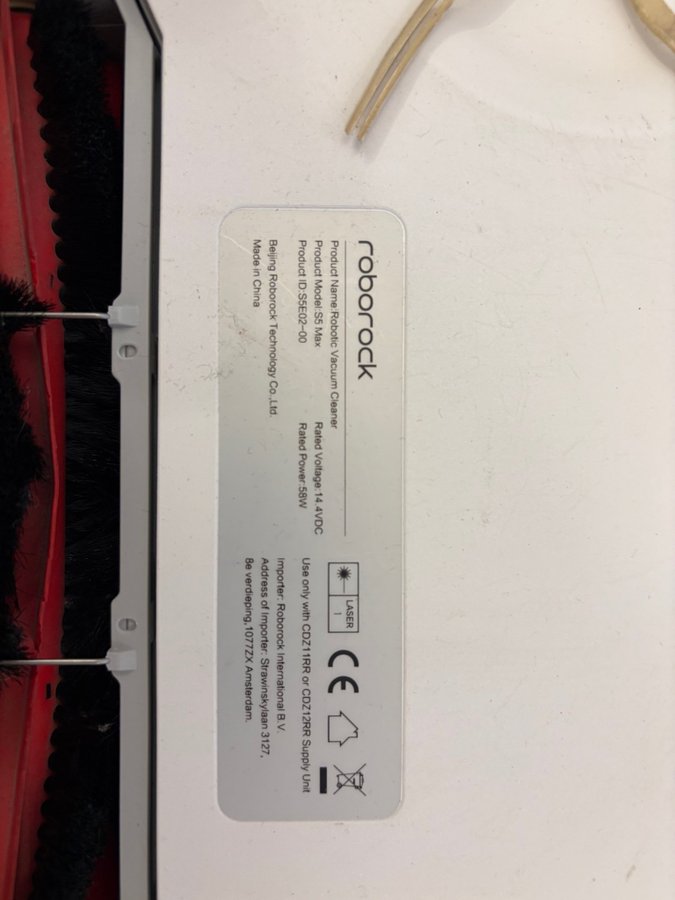 roborock
Product Name:Robotic Vacuum Cleaner
Product Model:S5 Max
Rated Voltage:14.4VDC
Product ID:S5E02-00
Rated Power:58W
Beijing Roborock Technology Co.,Ltd.
Made in China
LASER
1
CE
Use only with CDZ11RR or CDZ12RR Supply Unit
Importer: Roborock International B.V.
Address of Importer: Strawinskylaan 3127,
8e verdieping,1077ZX Amsterdam.